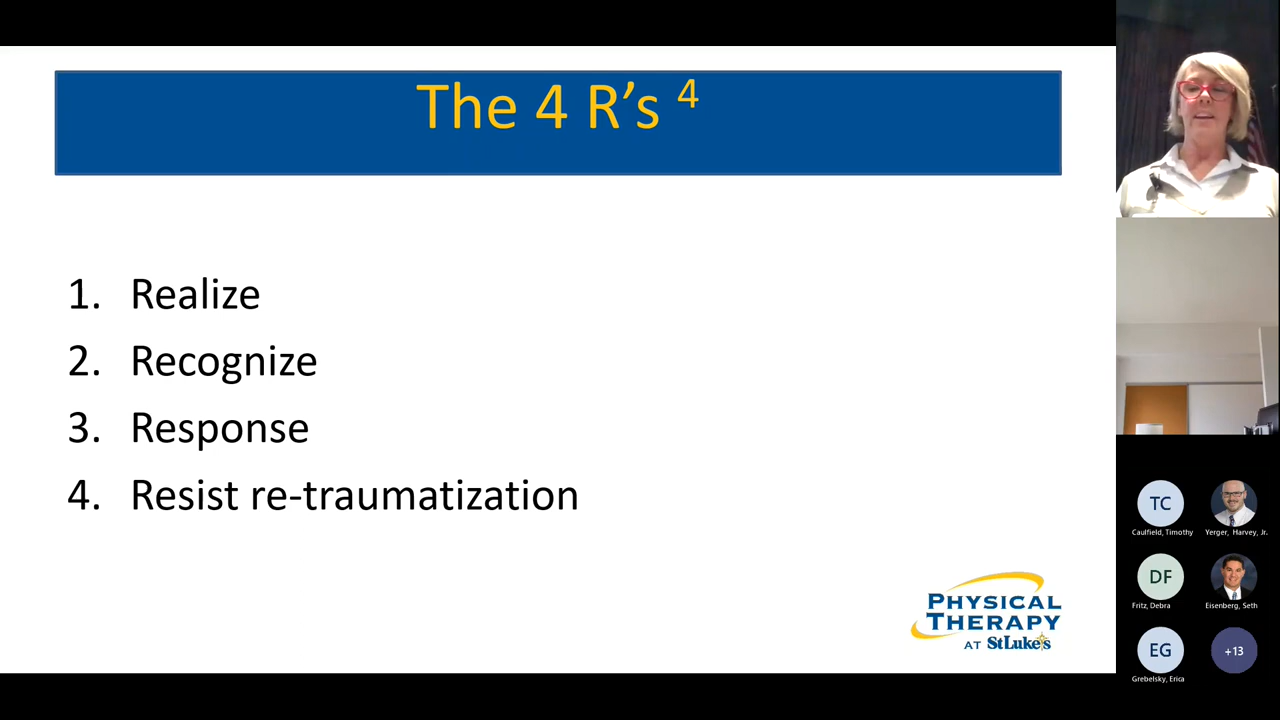 The 4 R's 4
1. Realize
2. Recognize
3. Response
4. Resist re-traumatization
PHYSICAL
THERAPY
AT StLuke's
TC
Caulfield, Timothy
Yerger, Harvey, Jr.
DF
Fritz, Debra
Eisenberg, Seth
EG
+13
Grebelsky, Erica